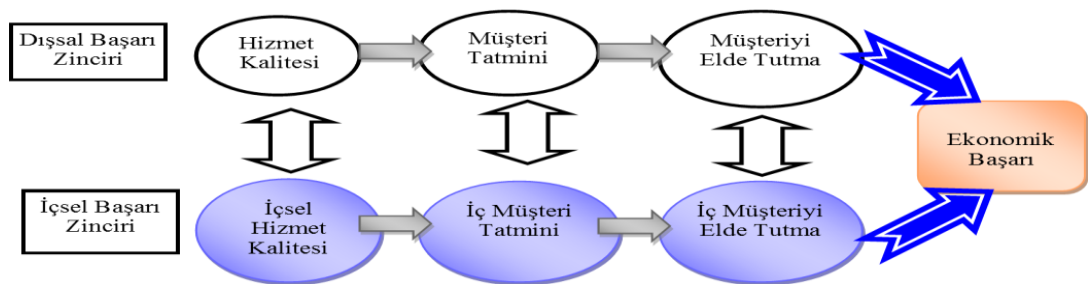 Dışsal Başarı
Zinciri
Hizmet
Kalitesi
Müşteri
Tatmini
Müşteriyi
Elde Tutma
Ekonomik
Başarı
İçsel Başarı
Zinciri
İçsel
Hizmet
Kalitesi
İç Müşteri
Tatmini
İç Müşteriyi
Elde Tutma